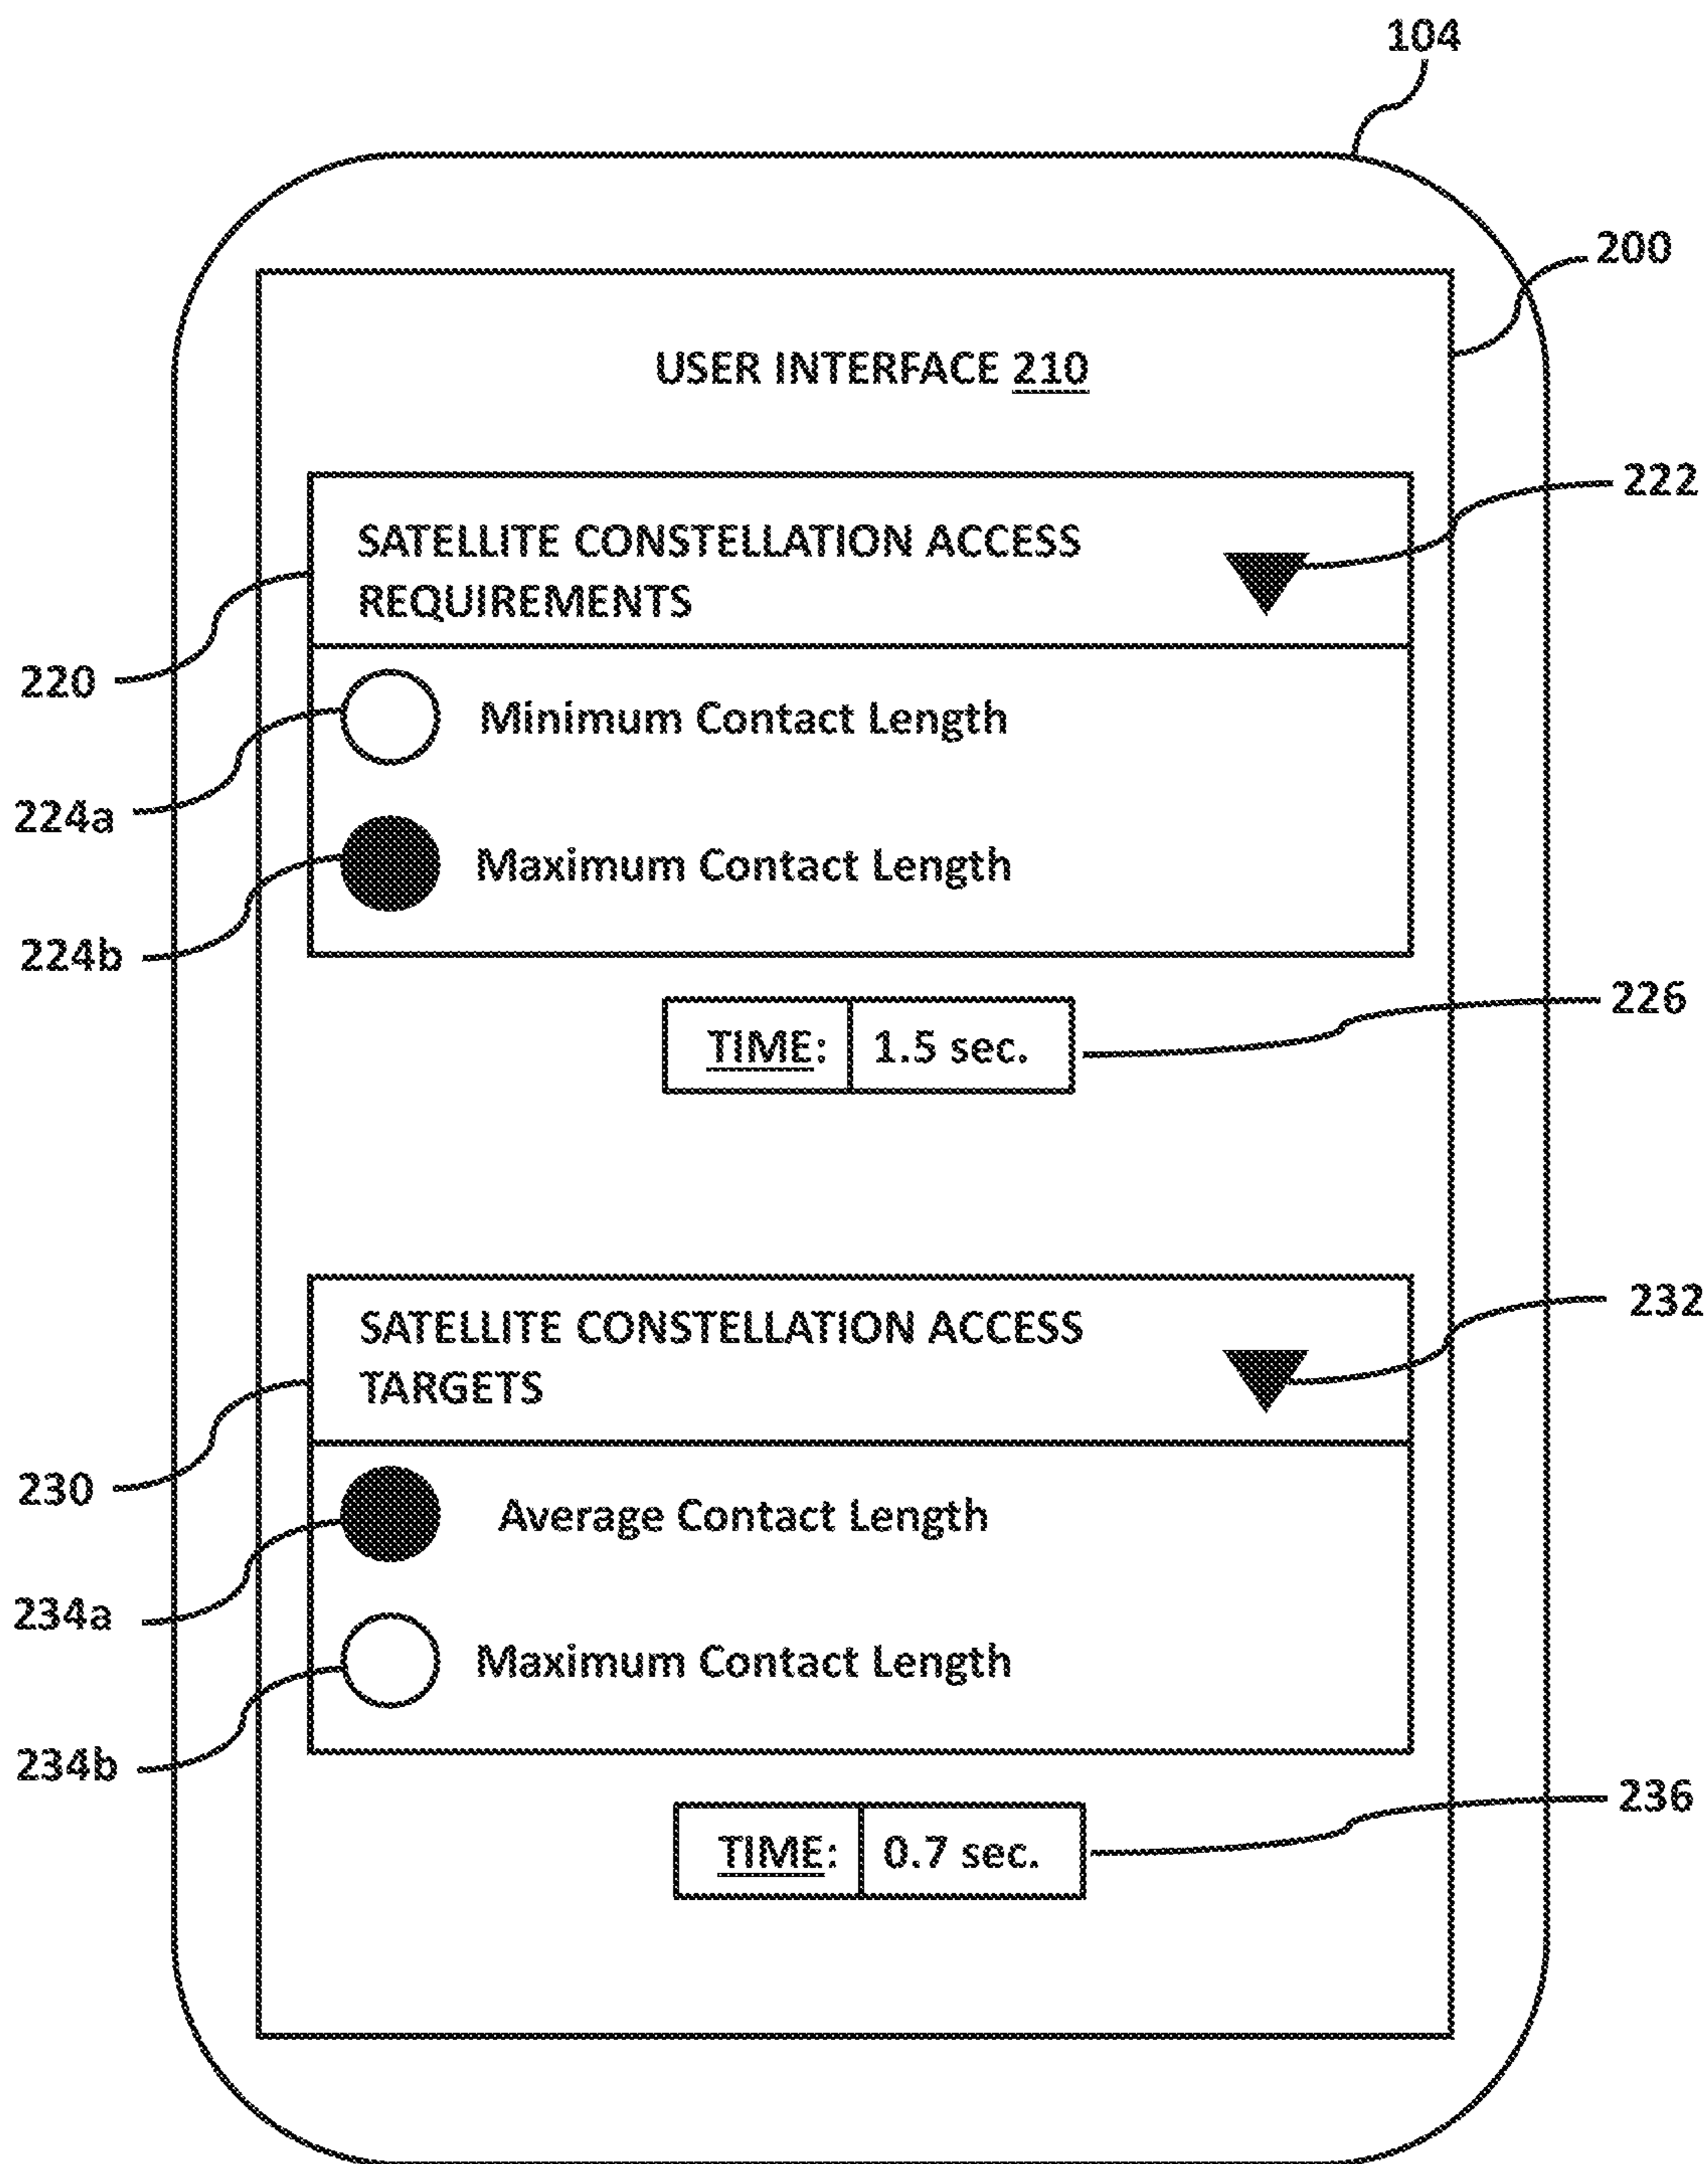 104
200
USER INTERFACE 210
222
SATELLITE CONSTELLATION ACCESS
REQUIREMENTS
220
Minimum Contact Length
224a
Maximum Contact Length
224b
226
TIME: 1.5 sec.
232
SATELLITE CONSTELLATION ACCESS
TARGETS
230
Average Contact Length
234a
Maximum Contact Length
234b
236
TIME: 0.7 sec.